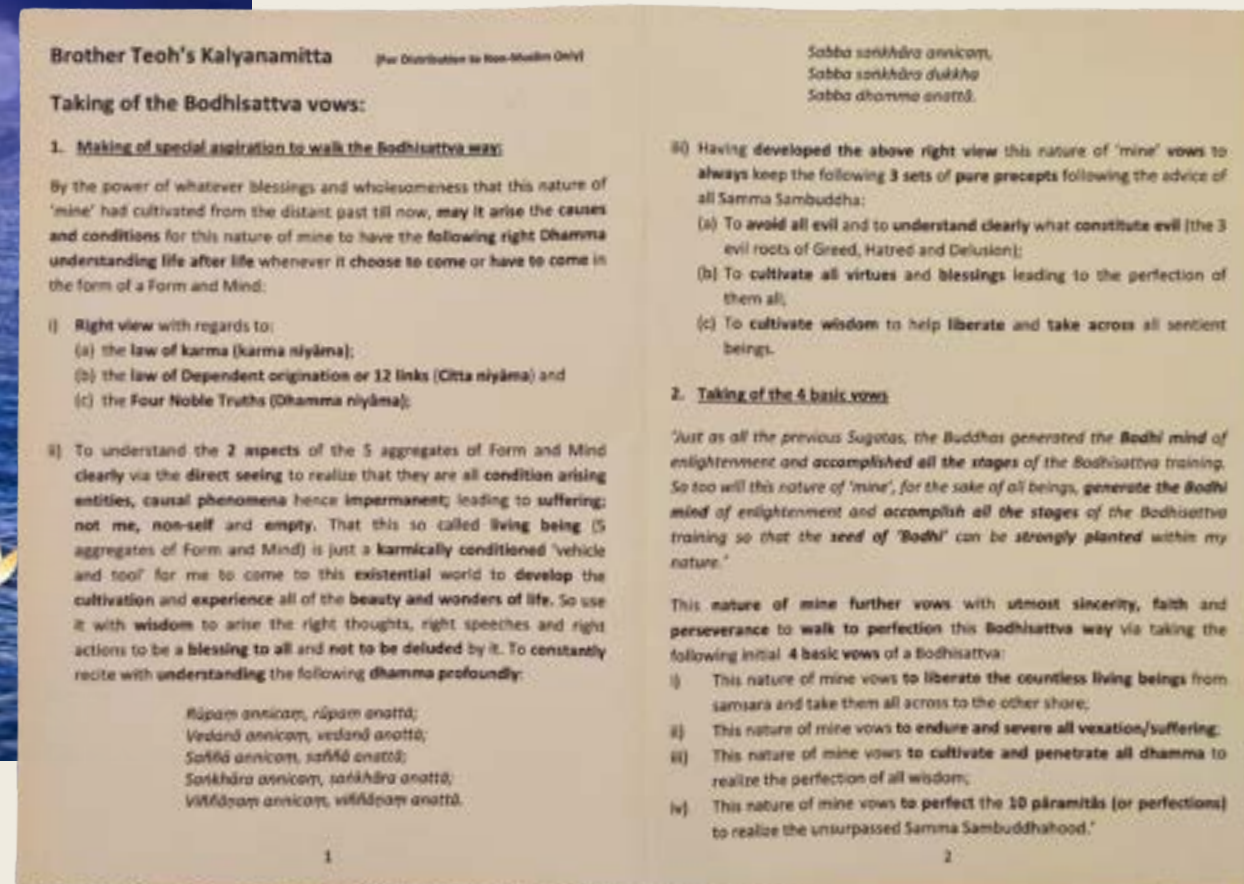 Brother Teoh's Kalyanamitta (For Distribution to Non-Muslim Only)
Taking of the Bodhisattva vows:
1. Making of special aspiration to walk the Bodhisattva way:
By the power of whatever blessings and wholesomeness that this nature of
'mine' had cultivated from the distant past till now, may it arise the causes
and conditions for this nature of mine to have the following right Dhamma
understanding life after life whenever it choose to come or have to come in
the form of a Form and Mind:
i) Right view with regards to:
(a) the law of karma (karma niyāma);
(b) the law of Dependent origination or 12 links (Citta niyāma) and
(c) the Four Noble Truths (Dhamma niyāma);
ii) To understand the 2 aspects of the 5 aggregates of Form and Mind
clearly via the direct seeing to realize that they are all condition arising
entities, causal phenomena hence impermanent; leading to suffering;
not me, non-self and empty. That this so called living being (5
aggregates of Form and Mind) is just a karmically conditioned 'vehicle
and tool' for me to come to this existential world to develop the
cultivation and experience all of the beauty and wonders of life. So use
it with wisdom to arise the right thoughts, right speeches and right
actions to be a blessing to all and not to be deluded by it. To constantly
recite with understanding the following dhamma profoundly:
Rūpaṃ annicaṃ, rūpaṃ anattā;
Vedanā annicaṃ, vedanā anattā;
Saññā annicaṃ, saññā anattā;
Saṅkhāra annicaṃ, saṅkhāra anattā;
Viññāṇaṃ annicaṃ, viññāṇaṃ anattā.
1
Sabba saṅkhāra annicaṃ,
Sabba saṅkhāra dukkha
Sabba dhamma anattā.
iii) Having developed the above right view this nature of 'mine' vows to
always keep the following 3 sets of pure precepts following the advice of
all Samma Sambuddha:
(a) To avoid all evil and to understand clearly what constitute evil (the 3
evil roots of Greed, Hatred and Delusion);
(b) To cultivate all virtues and blessings leading to the perfection of
them all;
(c) To cultivate wisdom to help liberate and take across all sentient
beings.
2. Taking of the 4 basic vows
'Just as all the previous Sugatas, the Buddhas generated the Bodhi mind of
enlightenment and accomplished all the stages of the Bodhisattva training.
So too will this nature of 'mine', for the sake of all beings, generate the Bodhi
mind of enlightenment and accomplish all the stages of the Bodhisattva
training so that the seed of 'Bodhi' can be strongly planted within my
nature.'
This nature of mine further vows with utmost sincerity, faith and
perseverance to walk to perfection this Bodhisattva way via taking the
following initial 4 basic vows of a Bodhisattva:
i) This nature of mine vows to liberate the countless living beings from
samsara and take them all across to the other shore;
ii) This nature of mine vows to endure and severe all vexation/suffering;
iii) This nature of mine vows to cultivate and penetrate all dhamma to
realize the perfection of all wisdom;
iv) This nature of mine vows to perfect the 10 pāramitās (or perfections)
to realize the unsurpassed Samma Sambuddhahood.'
2